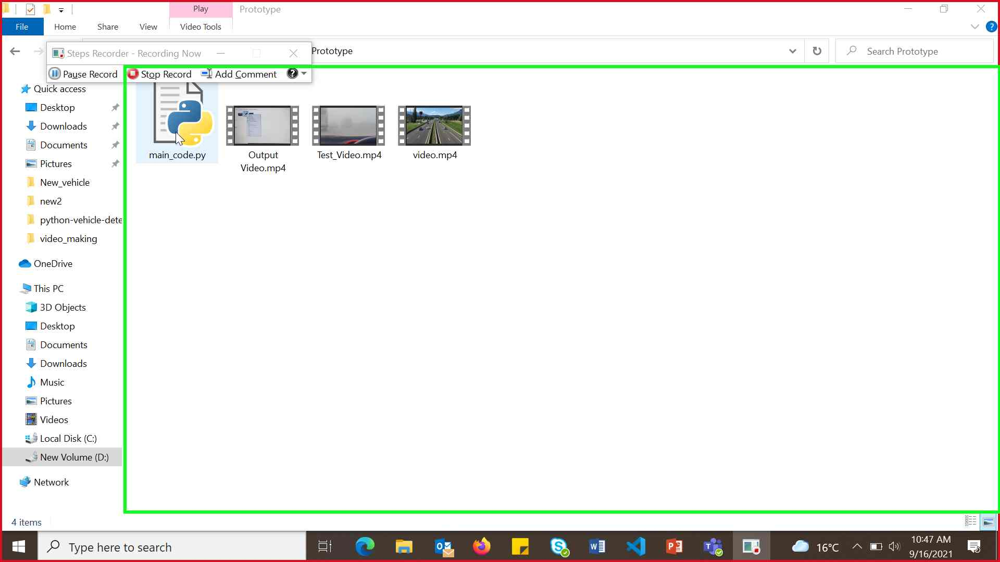 Play
Prototype
File
Home
Share
View
Video Tools
?
Steps Recorder - Recording Now
Prototype
Search Prototype
Pause Record
Stop Record
Add Comment
?
Quick access
Desktop
Downloads
Documents
Pictures
New_vehicle
new2
python-vehicle-dete
video_making
OneDrive
This PC
3D Objects
Desktop
Documents
Downloads
Music
Pictures
Videos
Local Disk (C:)
New Volume (D:)
Network
main_code.py
Output
Video.mp4
Test_Video.mp4
video.mp4
4 items
Type here to search
16°C
10:47 AM
9/16/2021